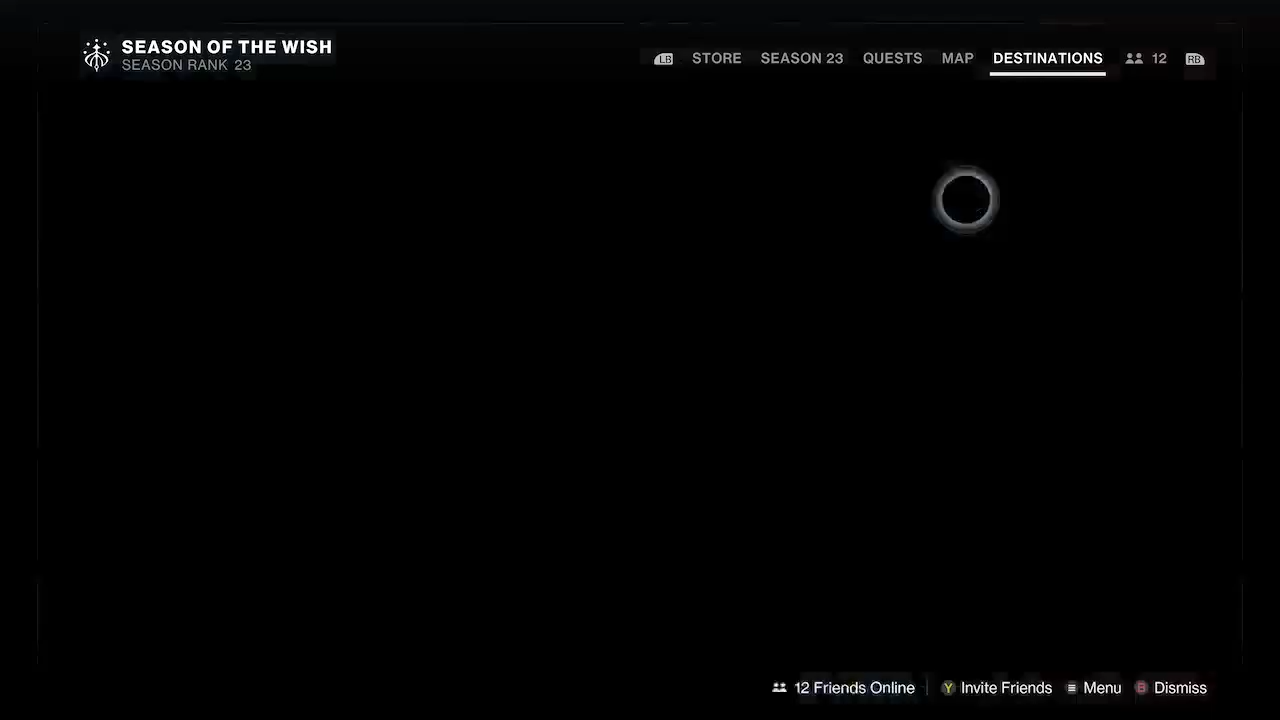 SEASON OF THE WISH
SEASON RANK 23
LB STORE SEASON 23 QUESTS MAP DESTINATIONS 12 RB
12 Friends Online Y Invite Friends Menu B Dismiss